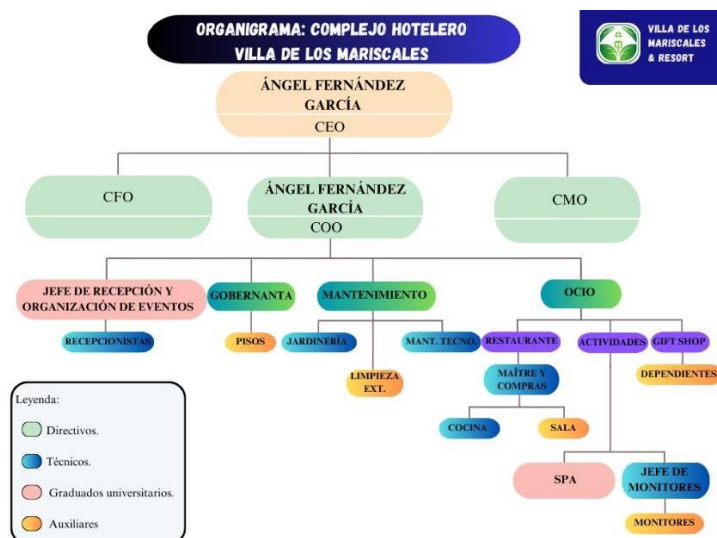 ORGANIGRAMA: COMPLEJO HOTELERO
VILLA DE LOS MARISCALES
VILLA DE LOS
MARISCALES
& RESORT
ÁNGEL FERNÁNDEZ
GARCÍA
CEO
CFO
ÁNGEL FERNÁNDEZ
GARCÍA
COO
CMO
JEFE DE RECEPCIÓN Y
ORGANIZACIÓN DE EVENTOS
GOBERNANTA
MANTENIMIENTO
OCIO
RECEPCIONISTAS
PISOS
JARDINERÍA
MANT. TECNO.
RESTAURANTE
ACTIVIDADES
GIFT SHOP
LIMPIEZA
EXT.
MAÎTRE Y
COMPRAS
DEPENDIENTES
COCINA
SALA
SPA
JEFE DE
MONITORES
MONITORES
Leyenda:
Directivos.
Técnicos.
Graduados universitarios.
Auxiliares